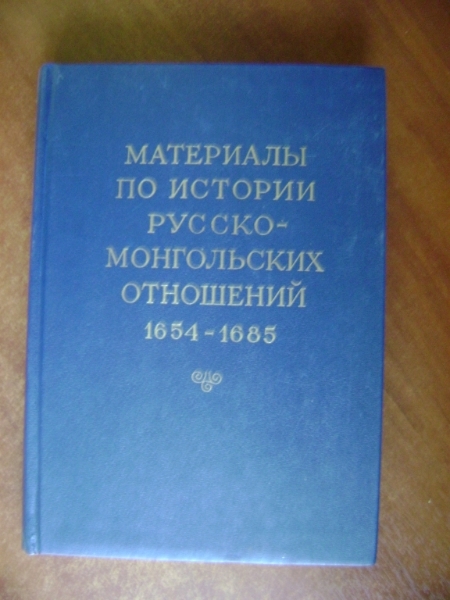 МАТЕРИАЛЫ
ПО ИСТОРИИ
РУССКО-
МОНГОЛЬСКИХ
ОТНОШЕНИЙ
1654-1685